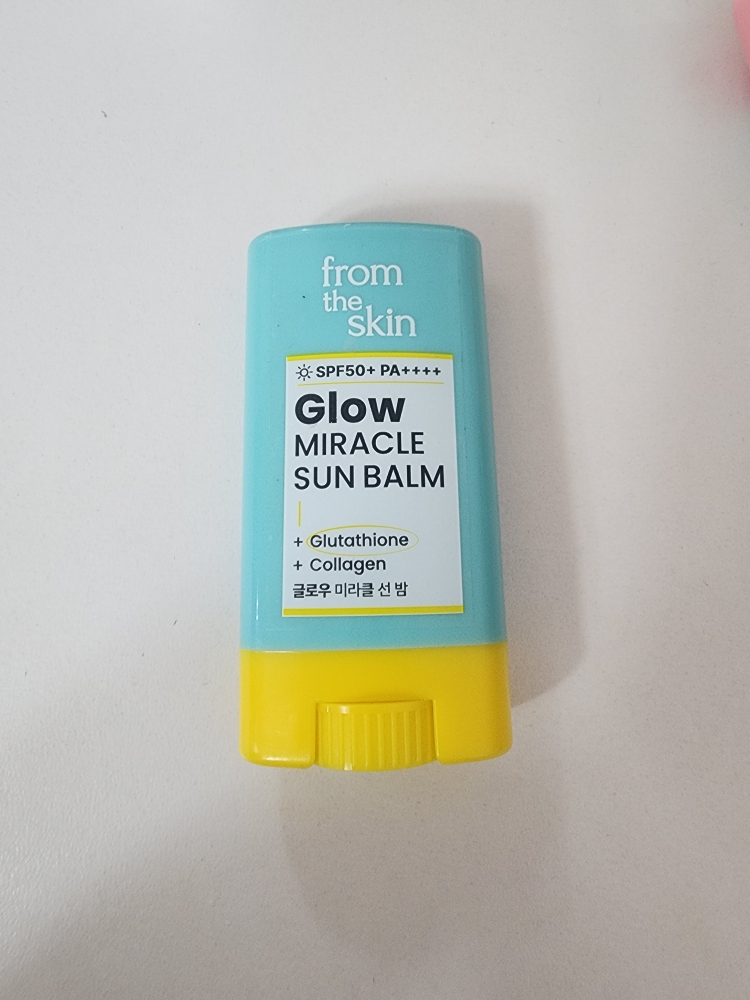 from
the
skin
SPF50+ PA++++
Glow
MIRACLE
SUN BALM
+ Glutathione
+ Collagen
글로우 미라클 선 밤